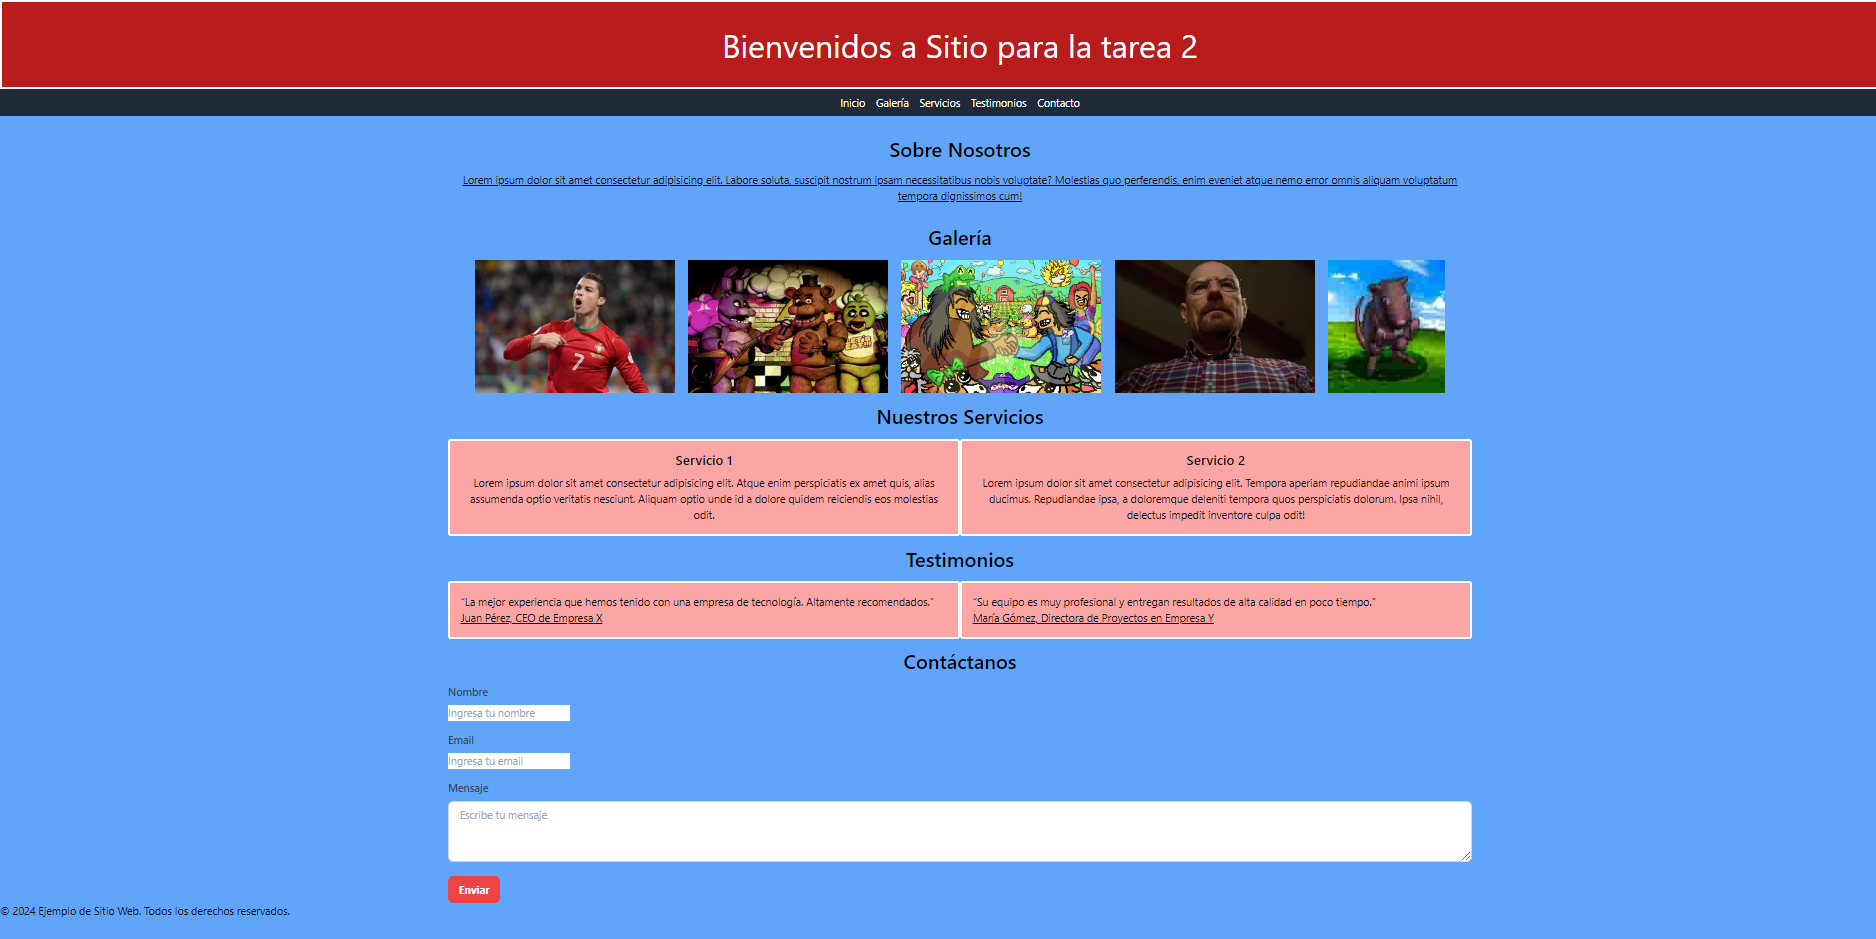 Bienvenidos a Sitio para la tarea 2
Inicio Galería Servicios Testimonios Contacto
Sobre Nosotros
Lorem ipsum dolor sit amet consectetur adipisicing elit. Labore soluta, suscipit nostrum ipsam necessitatibus nobis voluptate? Molestias quo perferendis, enim eveniet atque nemo error omnis aliquam voluptatum
tempora dignissimos cum!
Galería
7
Nuestros Servicios
Servicio 1
Lorem ipsum dolor sit amet consectetur adipisicing elit. Atque enim perspiciatis ex amet quis, alias
assumenda optio veritatis nesciunt. Aliquam optio unde id a dolore quidem reiciendis eos molestias
odit.
Servicio 2
Lorem ipsum dolor sit amet consectetur adipisicing elit. Tempora aperiam repudiandae animi ipsum
ducimus. Repudiandae ipsa, a doloremque deleniti tempora quos perspiciatis dolorum. Ipsa nihil,
delectus impedit inventore culpa odit!
Testimonios
"La mejor experiencia que hemos tenido con una empresa de tecnología. Altamente recomendados."
Juan Pérez, CEO de Empresa X
"Su equipo es muy profesional y entregan resultados de alta calidad en poco tiempo."
María Gómez, Directora de Proyectos en Empresa Y
Contáctanos
Nombre
Ingresa tu nombre
Email
Ingresa tu email
Mensaje
Escribe tu mensaje
Enviar
© 2024 Ejemplo de Sitio Web. Todos los derechos reservados.